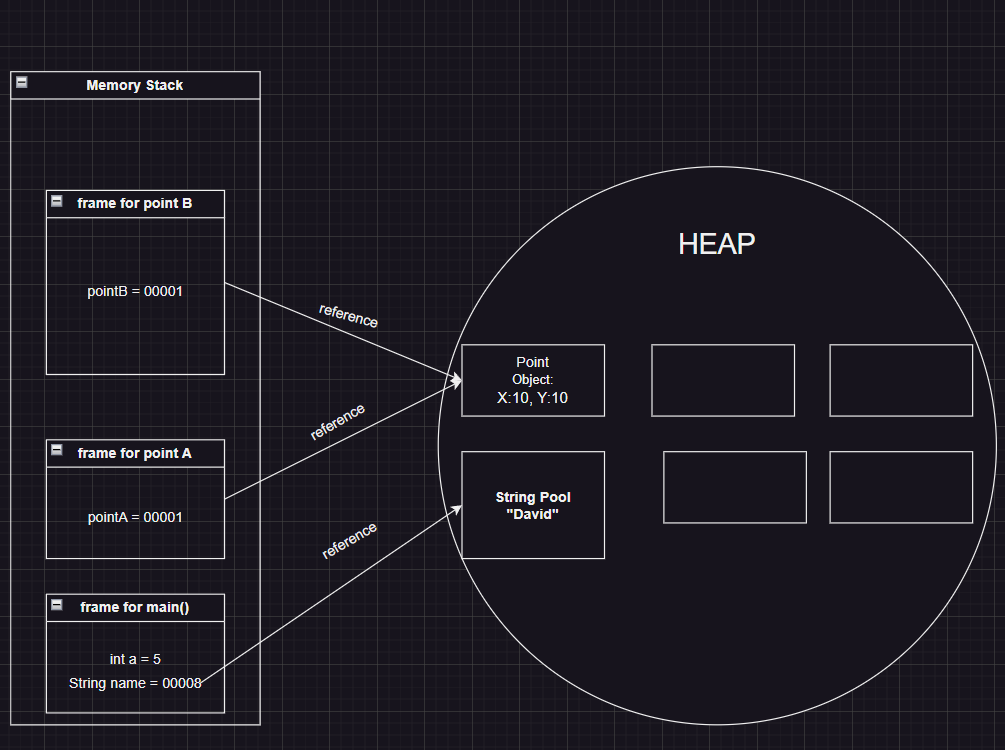 Memory Stack
frame for point B
pointB = 00001
reference
HEAP
Point
Object:
X:10, Y:10
reference
frame for point A
pointA = 00001
String Pool
"David"
reference
frame for main()
int a = 5
String name = 00008